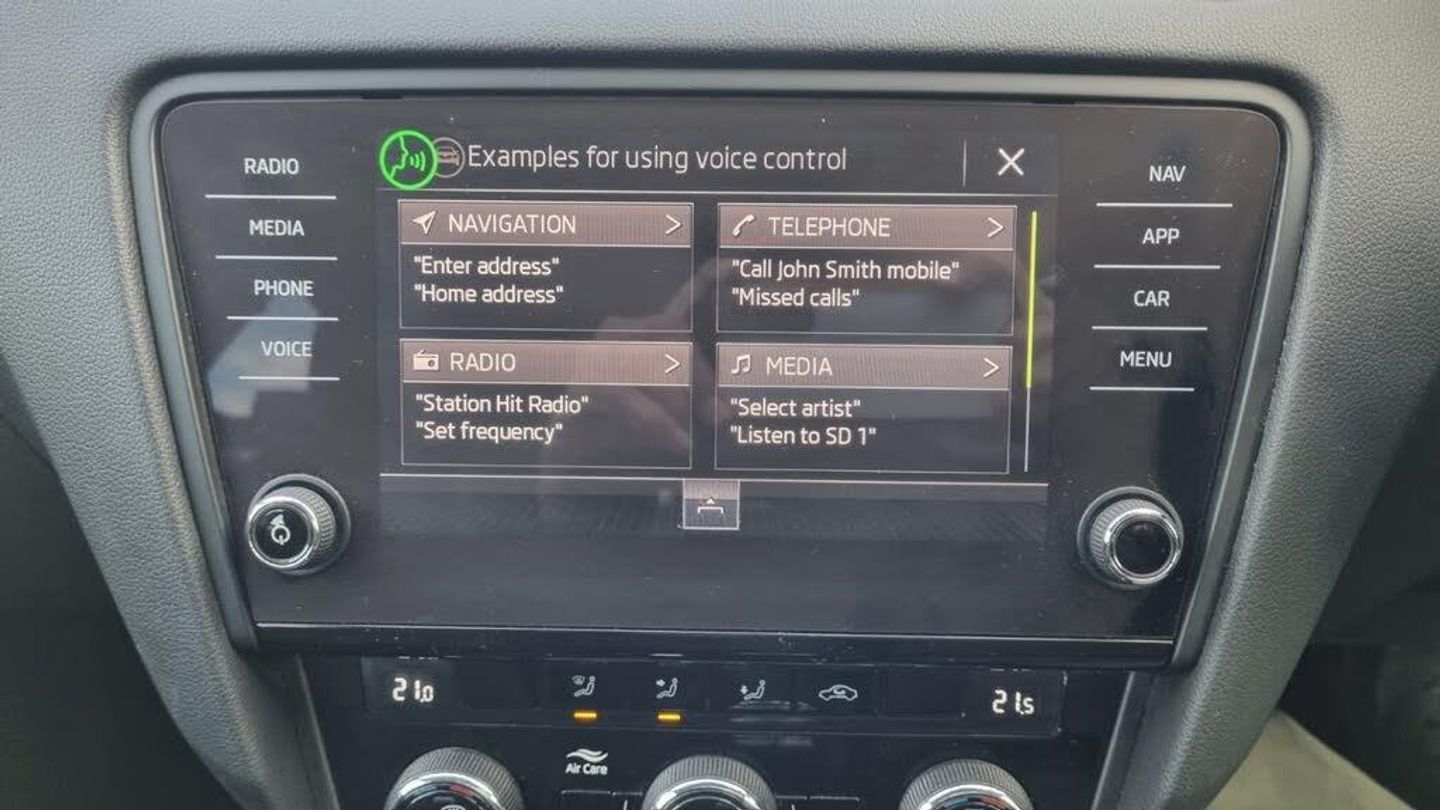 Examples for using voice control
RADIO
MEDIA
PHONE
VOICE
NAVIGATION
"Enter address"
"Home address"
TELEPHONE
"Call John Smith mobile"
"Missed calls"
RADIO
"Station Hit Radio"
"Set frequency"
MEDIA
"Select artist"
"Listen to SD 1"
NAV
APP
CAR
MENU
21,0
21,5
Air Care